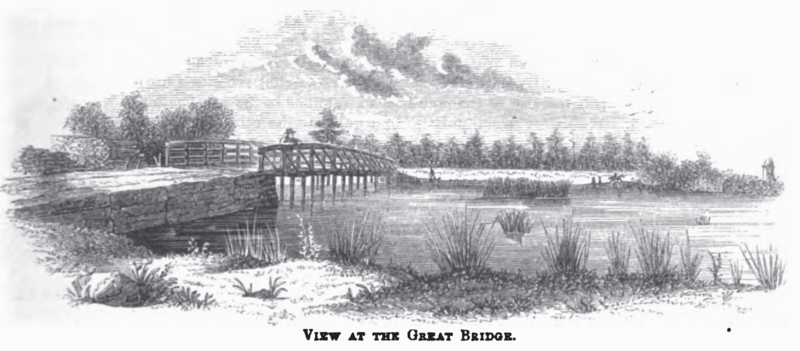 VIEW AT THE GREAT BRIDGE.